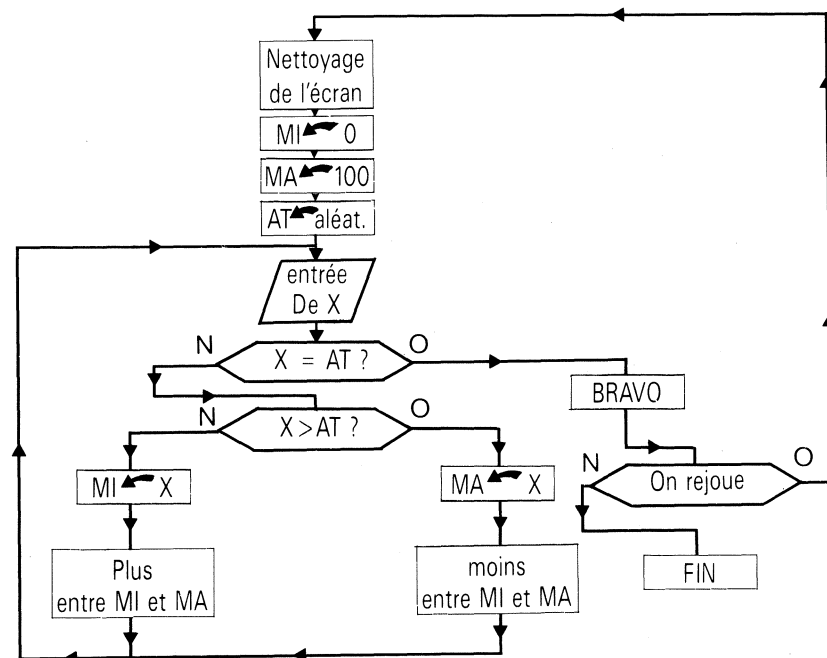 Nettoyage
de l'écran
MI 0
MA 100
AT aléat.
entrée
De X
N X = AT ? O
BRAVO
N X > AT ? O
N On rejoue O
MI X
MA X
Plus
entre MI et MA
moins
entre MI et MA
FIN